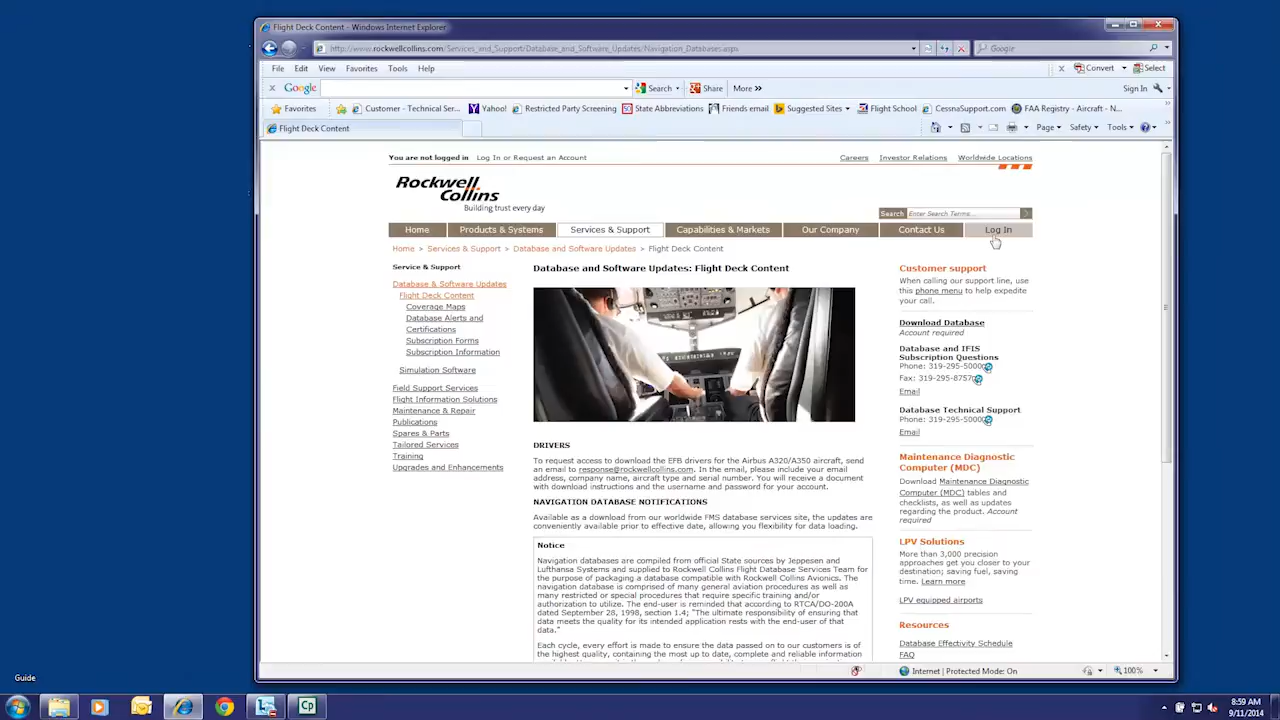 Flight Deck Content - Windows Internet Explorer
http://www.rockwellcollins.com/Services_and_Support/Database_and_Software_Updates/Navigation_Databases.aspx
Google
File Edit View Favorites Tools Help
Convert Select
Google Search Share More »
Sign In
Favorites Customer - Technical Ser... Yahoo! Restricted Party Screening State Abbreviations Friends email Suggested Sites Flight School CessnaSupport.com FAA Registry - Aircraft - N...
Flight Deck Content
Page Safety Tools
You are not logged in Log In or Request an Account
Careers Investor Relations Worldwide Locations
Rockwell
Collins
Building trust every day
Search Enter Search Terms...
Home Products & Systems Services & Support Capabilities & Markets Our Company Contact Us Log In
Home > Services & Support > Database and Software Updates > Flight Deck Content
Service & Support
Database & Software Updates
Flight Deck Content
Coverage Maps
Database Alerts and
Certifications
Subscription Forms
Subscription Information
Simulation Software
Field Support Services
Flight Information Solutions
Maintenance & Repair
Publications
Spares & Parts
Tailored Services
Training
Upgrades and Enhancements
Database and Software Updates: Flight Deck Content
DRIVERS
To request access to download the EFB drivers for the Airbus A320/A350 aircraft, send
an email to response@rockwellcollins.com. In the email, please include your email
address, company name, aircraft type and serial number. You will receive a document
with download instructions and the username and password for your account.
NAVIGATION DATABASE NOTIFICATIONS
Available as a download from our worldwide FMS database services site, the updates are
conveniently available prior to effective date, allowing you flexibility for data loading.
Notice
Navigation databases are compiled from official State sources by Jeppesen and
Lufthansa Systems and supplied to Rockwell Collins Flight Database Services Team for
the purpose of packaging a database compatible with Rockwell Collins Avionics. The
navigation database is comprised of many general aviation procedures as well as
many restricted or special procedures that require specific training and/or
authorization to utilize. The end-user is reminded that according to RTCA/DO-200A
dated September 28, 1998, section 1.4; "The ultimate responsibility of ensuring that
data meets the quality for its intended application rests with the end-user of that
data."
Each cycle, every effort is made to ensure the data passed on to our customers is of
the highest quality, containing the most up to date, complete and reliable information
Customer support
When calling our support line, use
this phone menu to help expedite
your call.
Download Database
Account required
Database and IFIS
Subscription Questions
Phone: 319-295-5000
Fax: 319-295-8757
Email
Database Technical Support
Phone: 319-295-5000
Email
Maintenance Diagnostic
Computer (MDC)
Download Maintenance Diagnostic
Computer (MDC) tables and
checklists, as well as updates
regarding the product. Account
required
LPV Solutions
More than 3,000 precision
approaches get you closer to your
destination; saving fuel, saving
time. Learn more
LPV equipped airports
Resources
Database Effectivity Schedule
FAQ
Internet | Protected Mode: On
100%
Guide
Cp
8:59 AM
9/11/2014